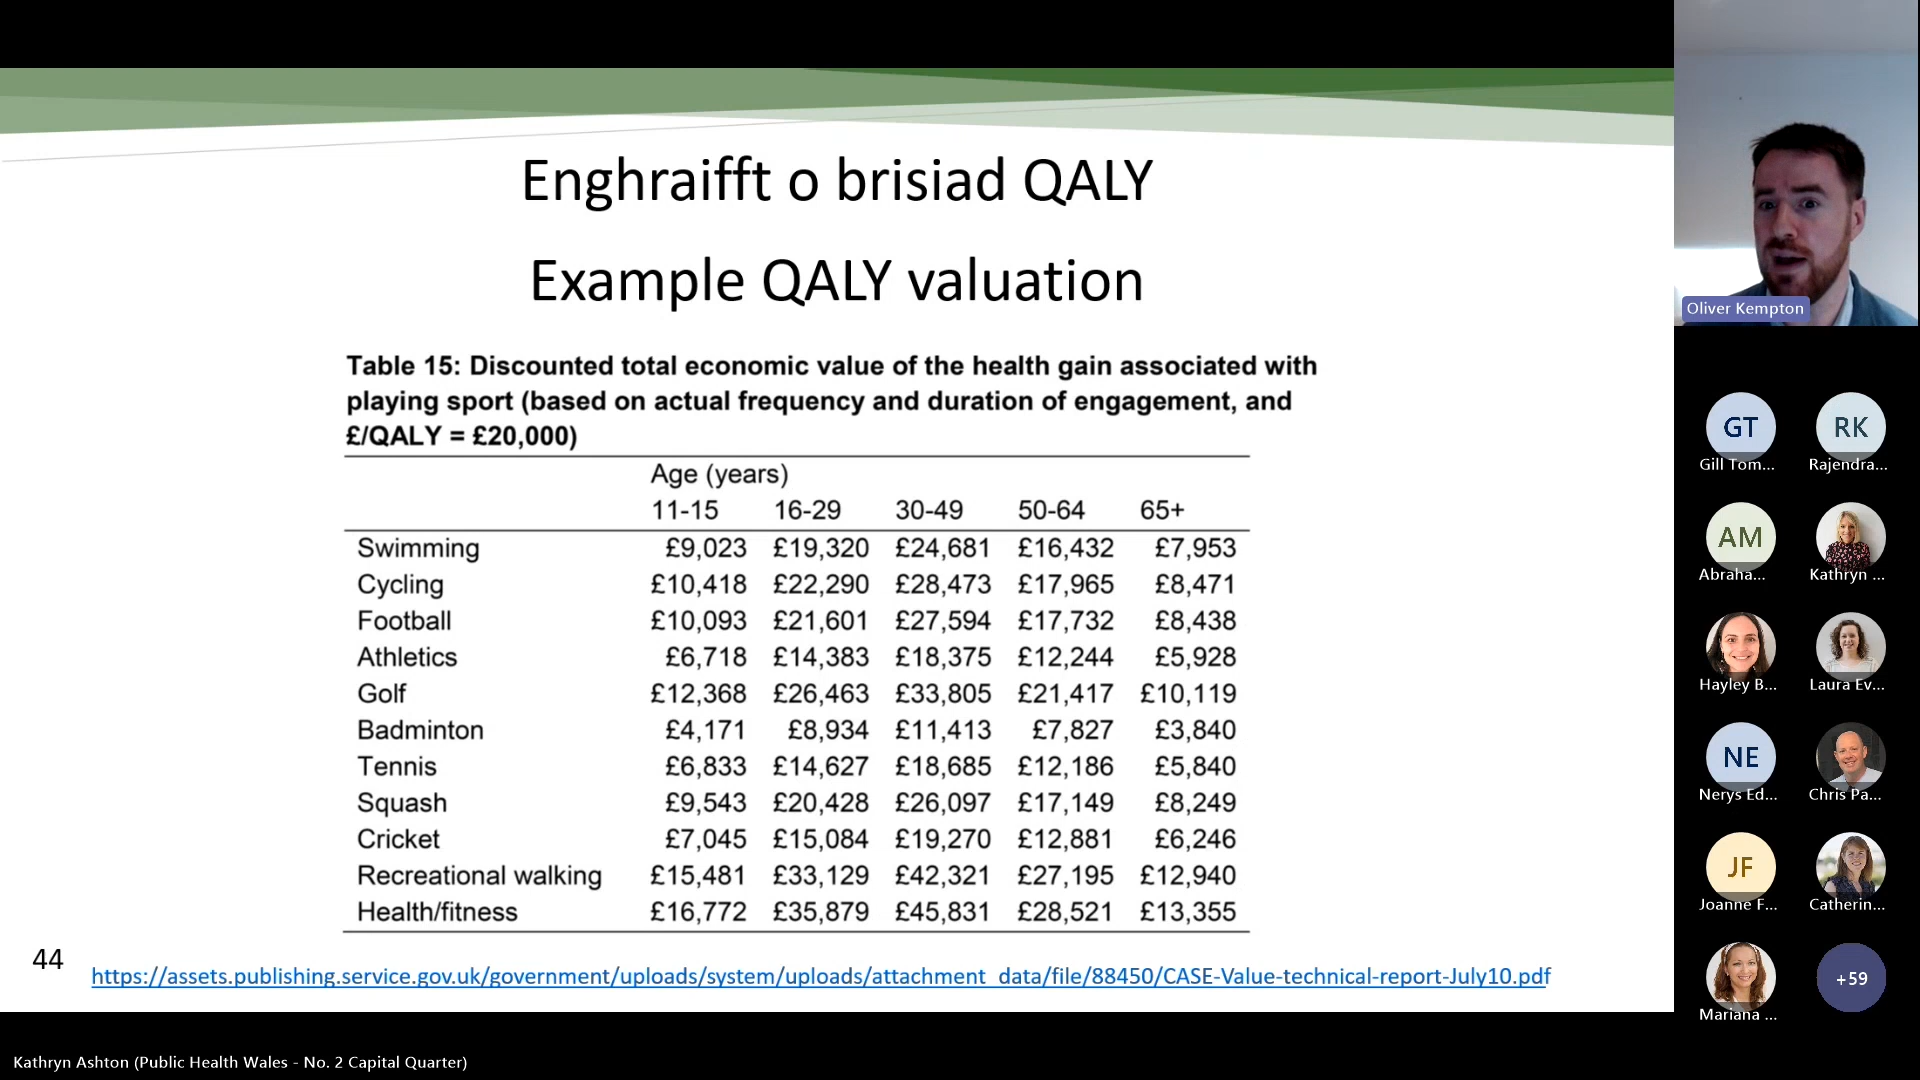 Enghraifft o brisiad QALY
Example QALY valuation
Table 15: Discounted total economic value of the health gain associated with
playing sport (based on actual frequency and duration of engagement, and
£/QALY = £20,000)
Age (years)
11-15 16-29 30-49 50-64 65+
Swimming £9,023 £19,320 £24,681 £16,432 £7,953
Cycling £10,418 £22,290 £28,473 £17,965 £8,471
Football £10,093 £21,601 £27,594 £17,732 £8,438
Athletics £6,718 £14,383 £18,375 £12,244 £5,928
Golf £12,368 £26,463 £33,805 £21,417 £10,119
Badminton £4,171 £8,934 £11,413 £7,827 £3,840
Tennis £6,833 £14,627 £18,685 £12,186 £5,840
Squash £9,543 £20,428 £26,097 £17,149 £8,249
Cricket £7,045 £15,084 £19,270 £12,881 £6,246
Recreational walking £15,481 £33,129 £42,321 £27,195 £12,940
Health/fitness £16,772 £35,879 £45,831 £28,521 £13,355
44
https://assets.publishing.service.gov.uk/government/uploads/system/uploads/attachment_data/file/88450/CASE-Value-technical-report-July10.pdf
Kathryn Ashton (Public Health Wales - No. 2 Capital Quarter)
Oliver Kempton
GT RK
Gill Tom... Rajendra...
AM
Abraha... Kathryn ...
Hayley B... Laura Ev...
NE
Nerys Ed... Chris Pa...
JF
Joanne F... Catherin...
+59
Mariana ...